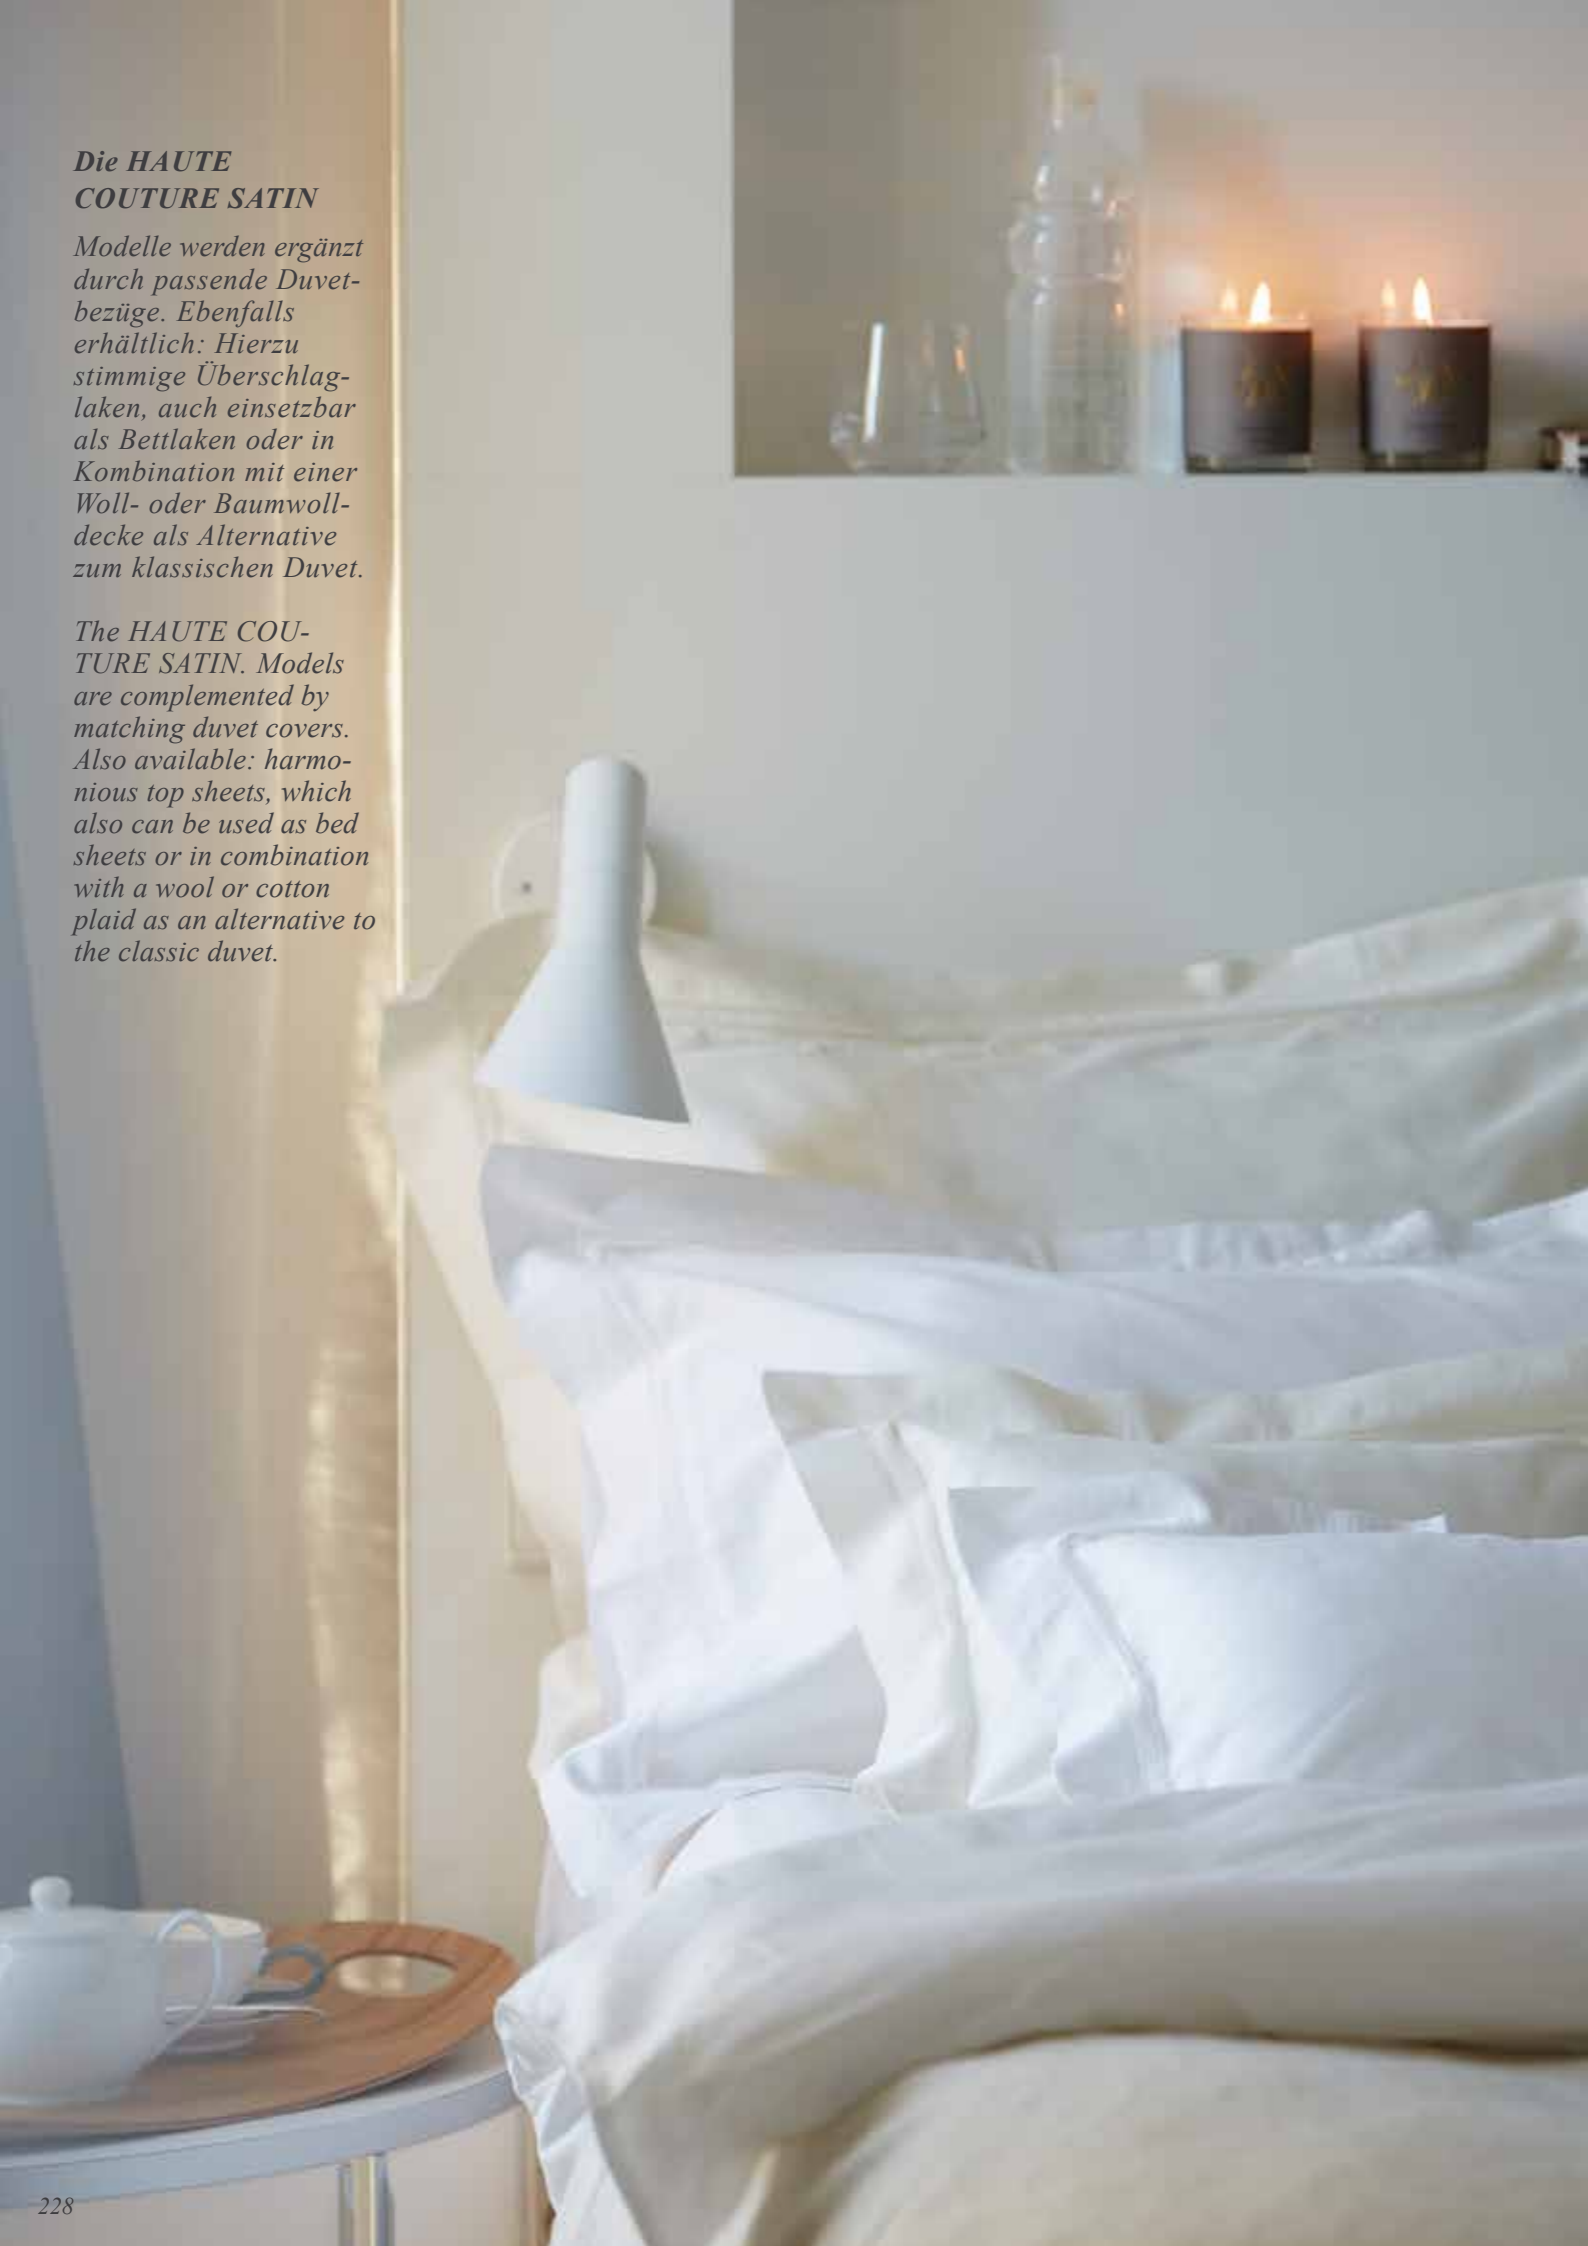 Die HAUTE
COUTURE SATIN
Modelle werden ergänzt
durch passende Duvet-
bezüge. Ebenfalls
erhältlich: Hierzu
stimmige Überschlag-
laken, auch einsetzbar
als Bettlaken oder in
Kombination mit einer
Woll- oder Baumwoll-
decke als Alternative
zum klassischen Duvet.
The HAUTE COU-
TURE SATIN. Models
are complemented by
matching duvet covers.
Also available: harmo-
nious top sheets, which
also can be used as bed
sheets or in combination
with a wool or cotton
plaid as an alternative to
the classic duvet.
228